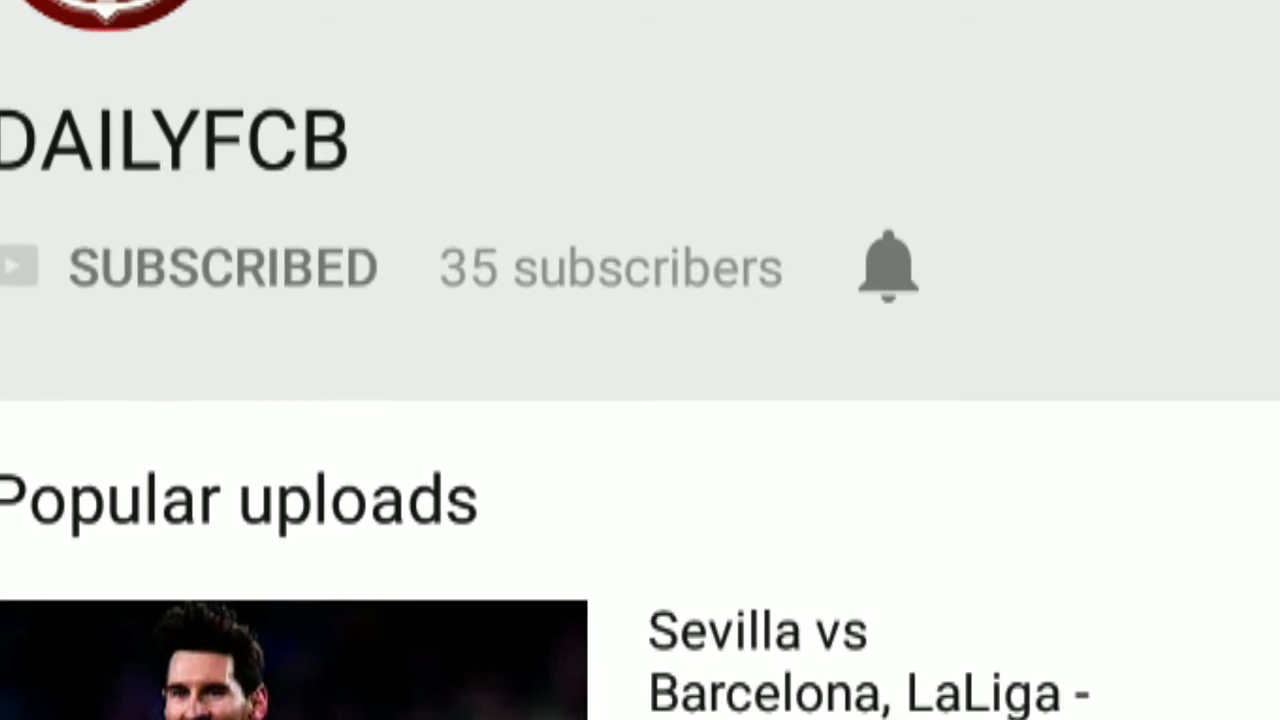 DAILYFCB
SUBSCRIBED 35 subscribers
Popular uploads
Sevilla vs
Barcelona, LaLiga -